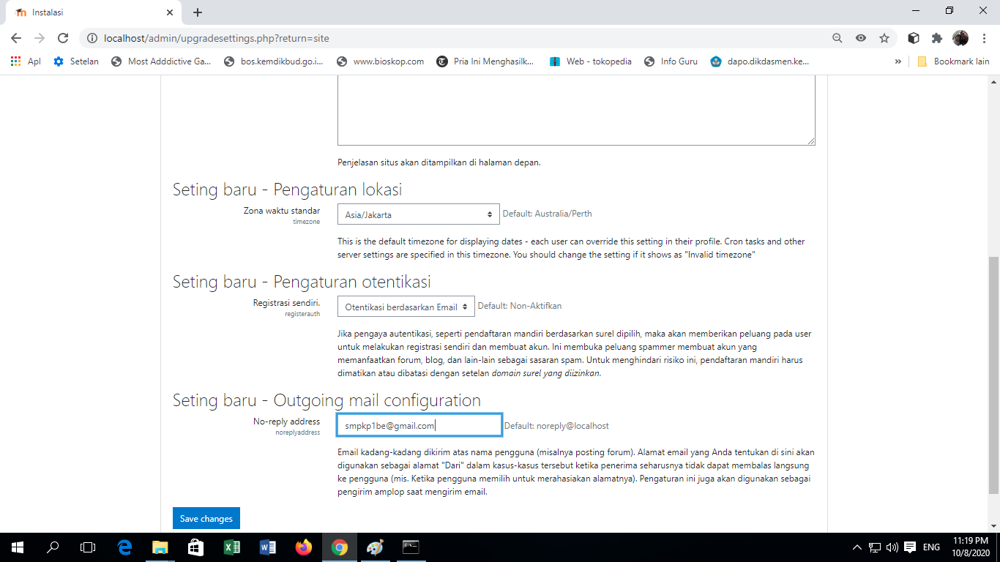 Instalasi
localhost/admin/upgradesettings.php?return=site
Apl Setelan Most Adddictive Ga... bos.kemdikbud.go.i... www.bioskop.com Pria Ini Menghasilk... Web - tokopedia Info Guru dapo.dikdasmen.ke... » Bookmark lain
Penjelasan situs akan ditampilkan di halaman depan.
Seting baru - Pengaturan lokasi
Zona waktu standar Asia/Jakarta Default: Australia/Perth
timezone
This is the default timezone for displaying dates - each user can override this setting in their profile. Cron tasks and other
server settings are specified in this timezone. You should change the setting if it shows as "Invalid timezone"
Seting baru - Pengaturan otentikasi
Registrasi sendiri. Otentikasi berdasarkan Email Default: Non-Aktifkan
registerauth
Jika pengaya autentikasi, seperti pendaftaran mandiri berdasarkan surel dipilih, maka akan memberikan peluang pada user
untuk melakukan registrasi sendiri dan membuat akun. Ini membuka peluang spammer membuat akun yang
memanfaatkan forum, blog, dan lain-lain sebagai sasaran spam. Untuk menghindari risiko ini, pendaftaran mandiri harus
dimatikan atau dibatasi dengan setelan domain surel yang diizinkan.
Seting baru - Outgoing mail configuration
No-reply address smpkp1be@gmail.com Default: noreply@localhost
noreplyaddress
Email kadang-kadang dikirim atas nama pengguna (misalnya posting forum). Alamat email yang Anda tentukan di sini akan
digunakan sebagai alamat "Dari" dalam kasus-kasus tersebut ketika penerima seharusnya tidak dapat membalas langsung
ke pengguna (mis. Ketika pengguna memilih untuk merahasiakan alamatnya). Pengaturan ini juga akan digunakan sebagai
pengirim amplop saat mengirim email.
Save changes
ENG
11:19 PM
10/8/2020